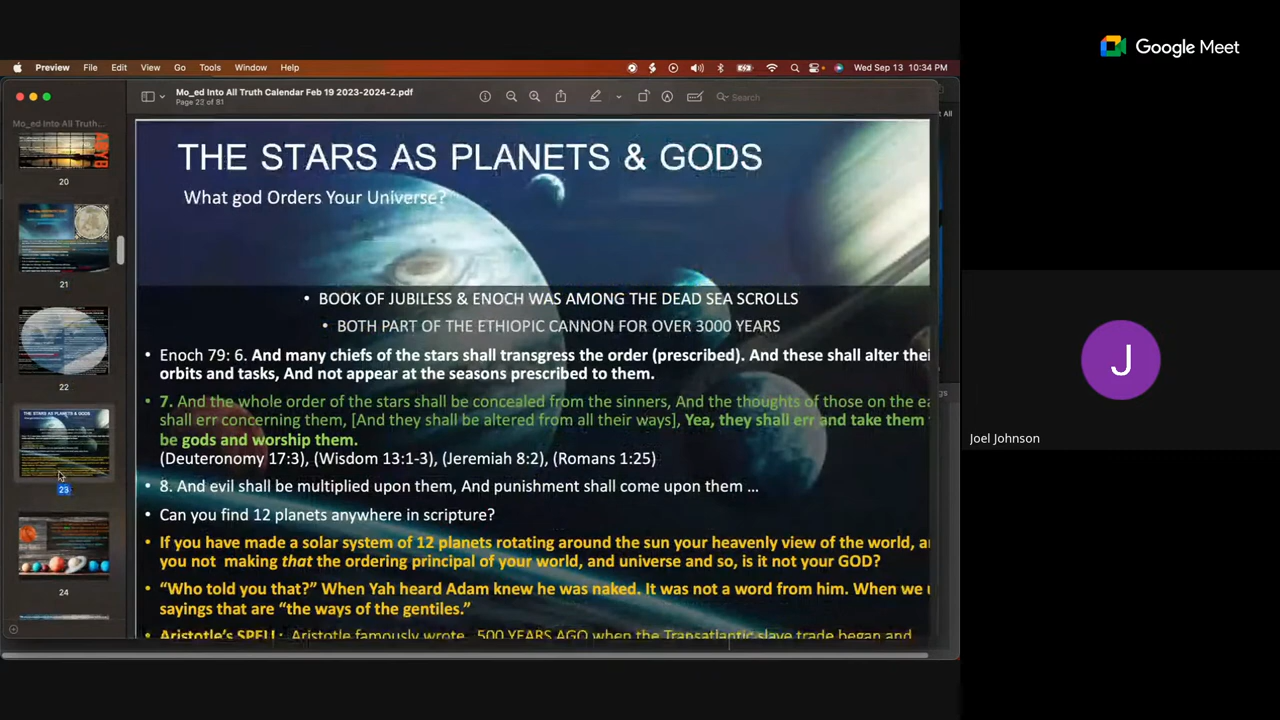 Google Meet
Preview File Edit View Go Tools Window Help Wed Sep 13 10:34 PM
Mo_ed Into All Truth Calendar Feb 19 2023-2024-2.pdf
Page 23 of 81
Search
Mo_ed Into All Truth...
20
21
22
23
24
THE STARS AS PLANETS & GODS
What god Orders Your Universe?
• BOOK OF JUBILESS & ENOCH WAS AMONG THE DEAD SEA SCROLLS
• BOTH PART OF THE ETHIOPIC CANNON FOR OVER 3000 YEARS
• Enoch 79: 6. And many chiefs of the stars shall transgress the order (prescribed). And these shall alter thei
orbits and tasks, And not appear at the seasons prescribed to them.
• 7. And the whole order of the stars shall be concealed from the sinners, And the thoughts of those on the ea
shall err concerning them, [And they shall be altered from all their ways], Yea, they shall err and take them
be gods and worship them.
(Deuteronomy 17:3), (Wisdom 13:1-3), (Jeremiah 8:2), (Romans 1:25)
• 8. And evil shall be multiplied upon them, And punishment shall come upon them ...
• Can you find 12 planets anywhere in scripture?
• If you have made a solar system of 12 planets rotating around the sun your heavenly view of the world, a
you not making that the ordering principal of your world, and universe and so, is it not your GOD?
• “Who told you that?” When Yah heard Adam knew he was naked. It was not a word from him. When we
sayings that are “the ways of the gentiles.”
• Aristotle's SPELL: Aristotle famously wrote 500 YEARS AGO when the Transatlantic slave trade began and
All
J
Joel Johnson